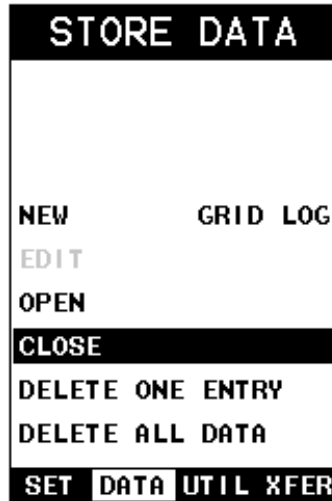 STORE DATA
NEW GRID LOG
EDIT
OPEN
CLOSE
DELETE ONE ENTRY
DELETE ALL DATA
SET DATA UTIL XFER